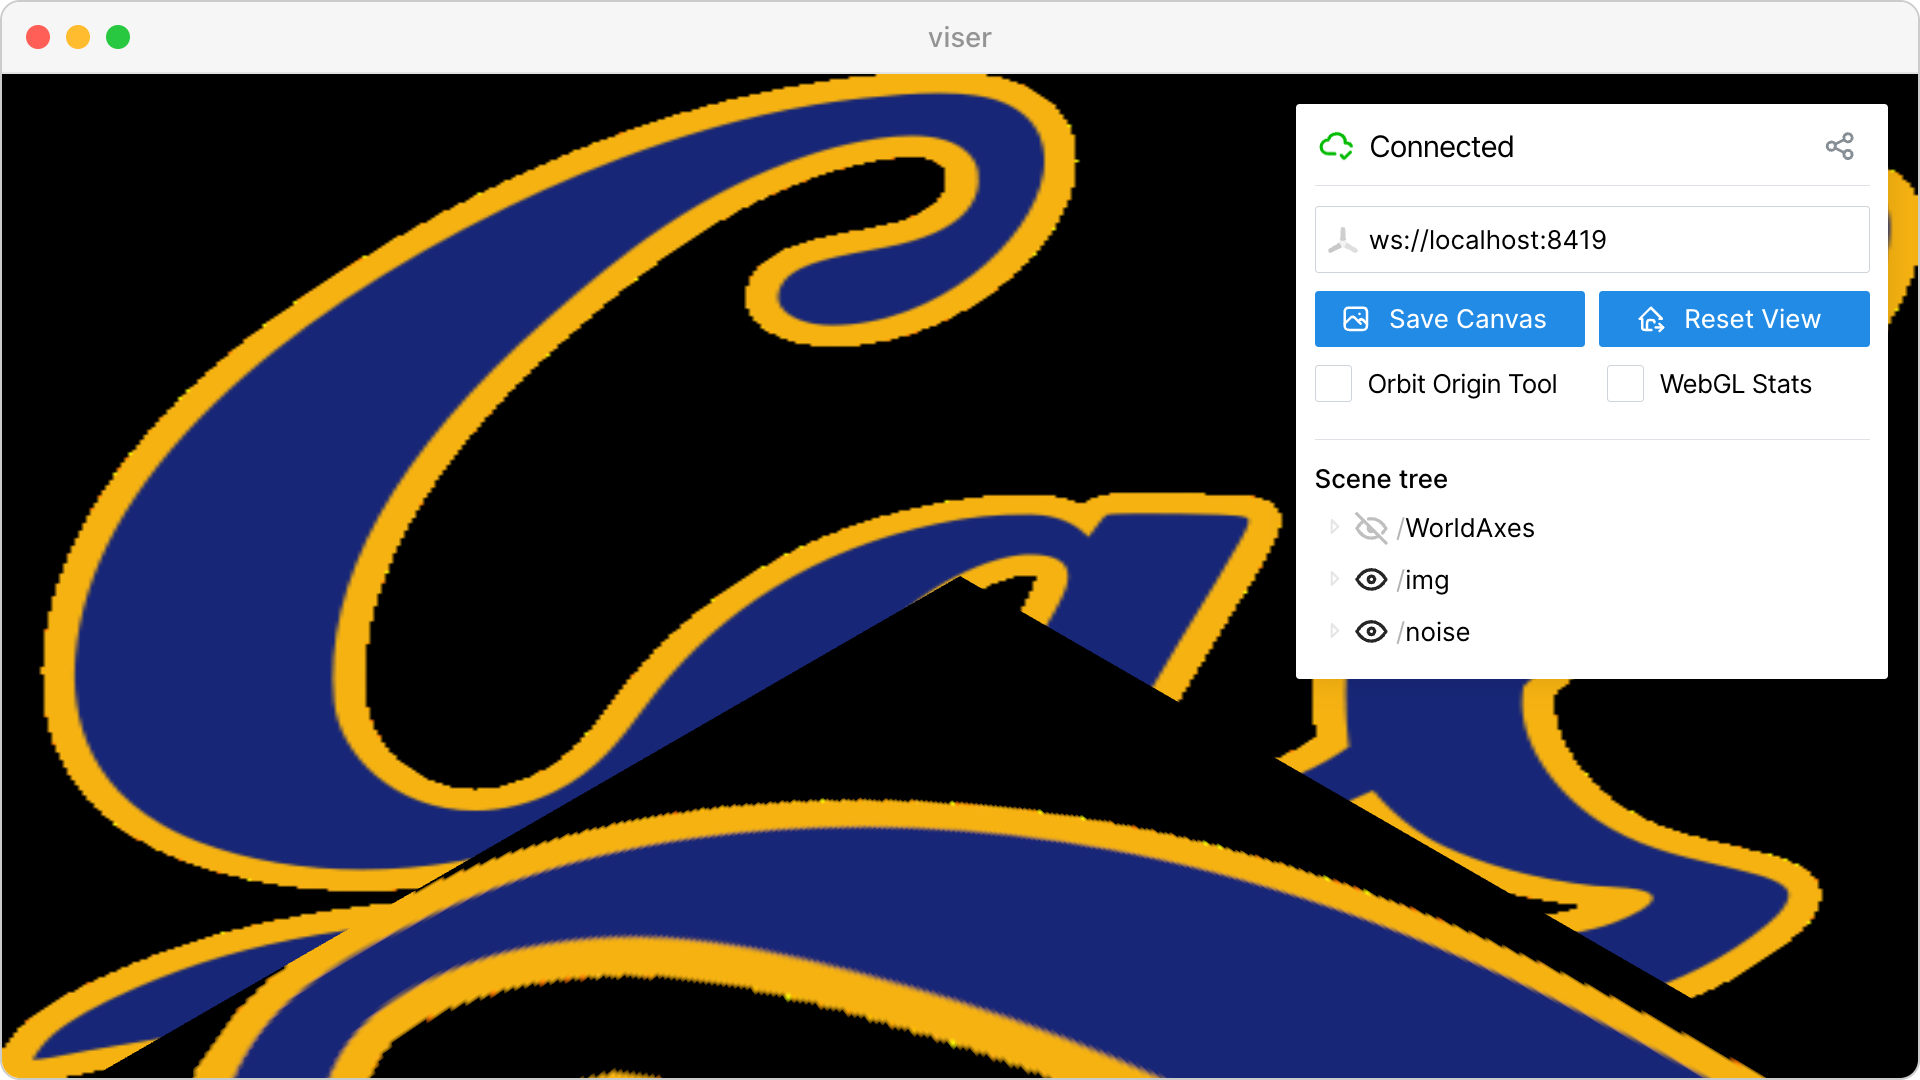 viser
Connected
ws://localhost:8419
Save Canvas
Reset View
Orbit Origin Tool
WebGL Stats
Scene tree
/WorldAxes
/img
/noise